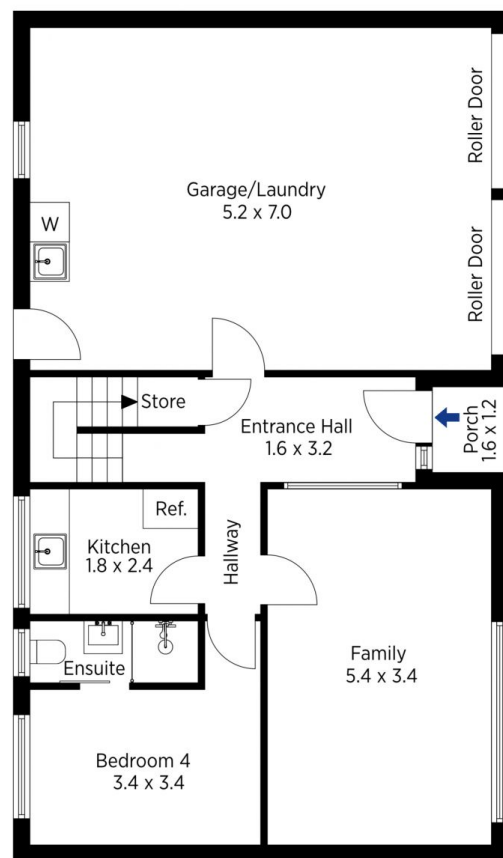 Roller Door
Garage/Laundry
5.2 x 7.0
W
Roller Door
Store
Entrance Hall
1.6 x 3.2
Porch
1.6 x 1.2
Ref.
Kitchen
1.8 x 2.4
Hallway
Ensuite
Family
5.4 x 3.4
Bedroom 4
3.4 x 3.4